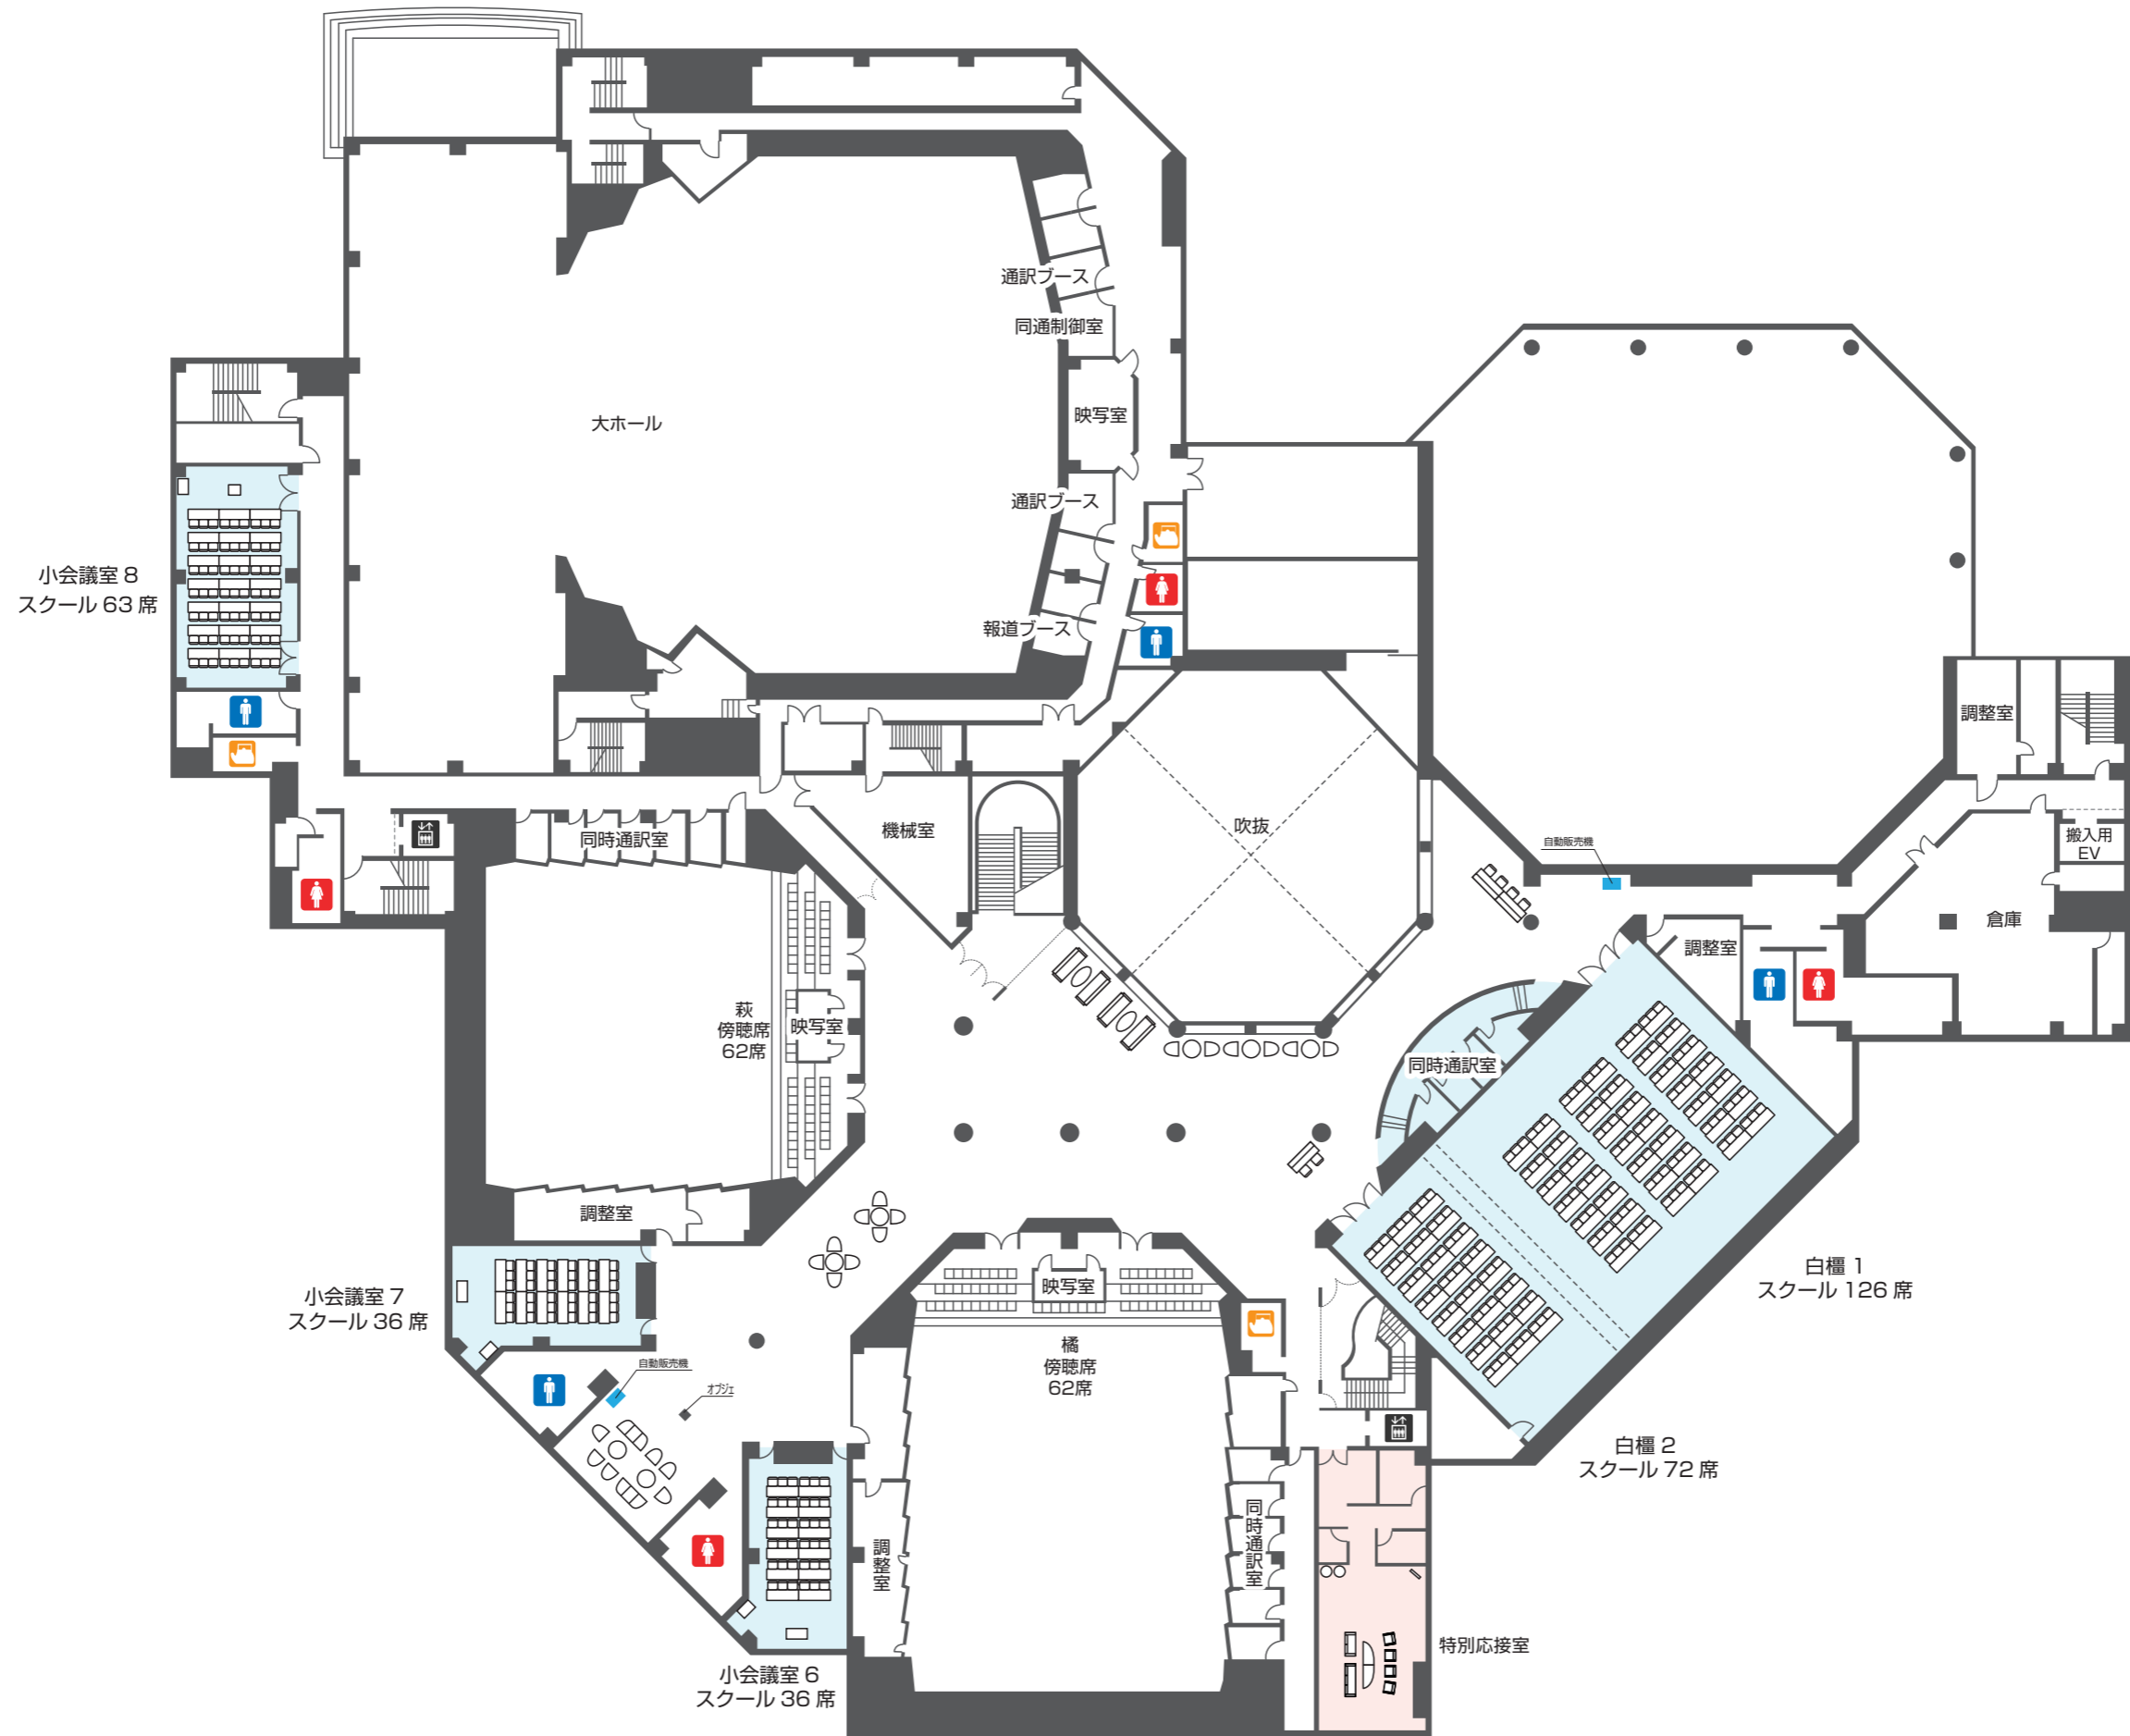 通訳ブース
同通制御室
映写室
大ホール
通訳ブース
報道ブース
小会議室 8
スクール 63 席
調整室
機械室
吹抜
同時通訳室
自動販売機
搬入用
EV
倉庫
調整室
萩
傍聴席
62席
映写室
同時通訳室
調整室
白橿 1
スクール 126 席
小会議室 7
スクール 36 席
映写室
橘
傍聴席
62席
自動販売機
オブジェ
白橿 2
スクール 72 席
調整室
同時通訳室
特別応接室
小会議室 6
スクール 36 席